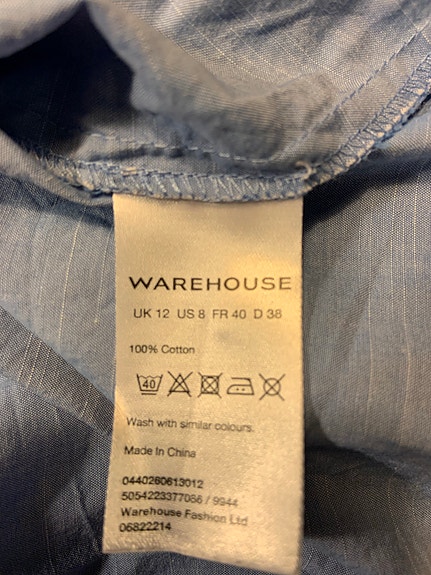 WAREHOUSE
UK 12 US 8 FR 40 D 38
100% Cotton
40
Wash with similar colours.
Made In China
0440260613012
5054223377086 / 9944
Warehouse Fashion Ltd
06822214